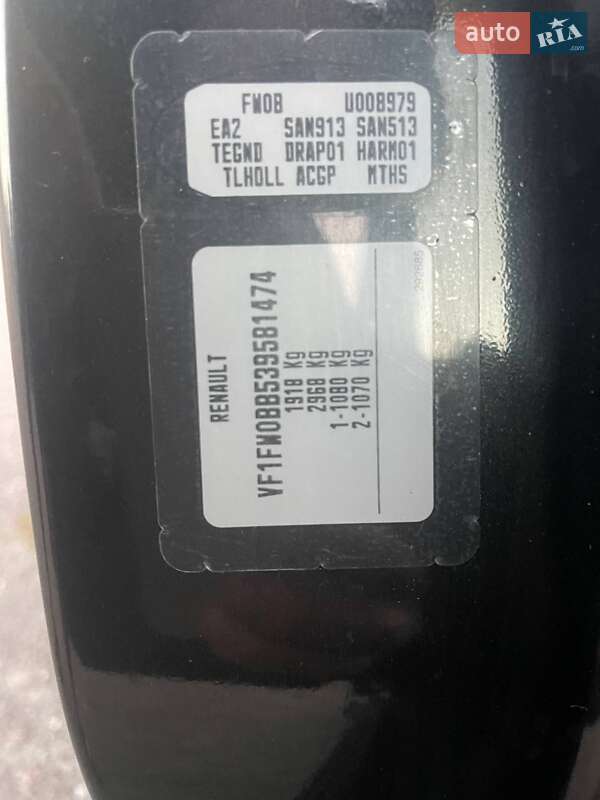 auto RIA .com
FW0B U008979
EA2 SAN913 SAN513
TEGND DRAP01 HARM01
TLHOLL ACGP MTHS
RENAULT
VF1FW0BB539581474
1918 Kg
2968 Kg
1-1080 Kg
2-1070 Kg